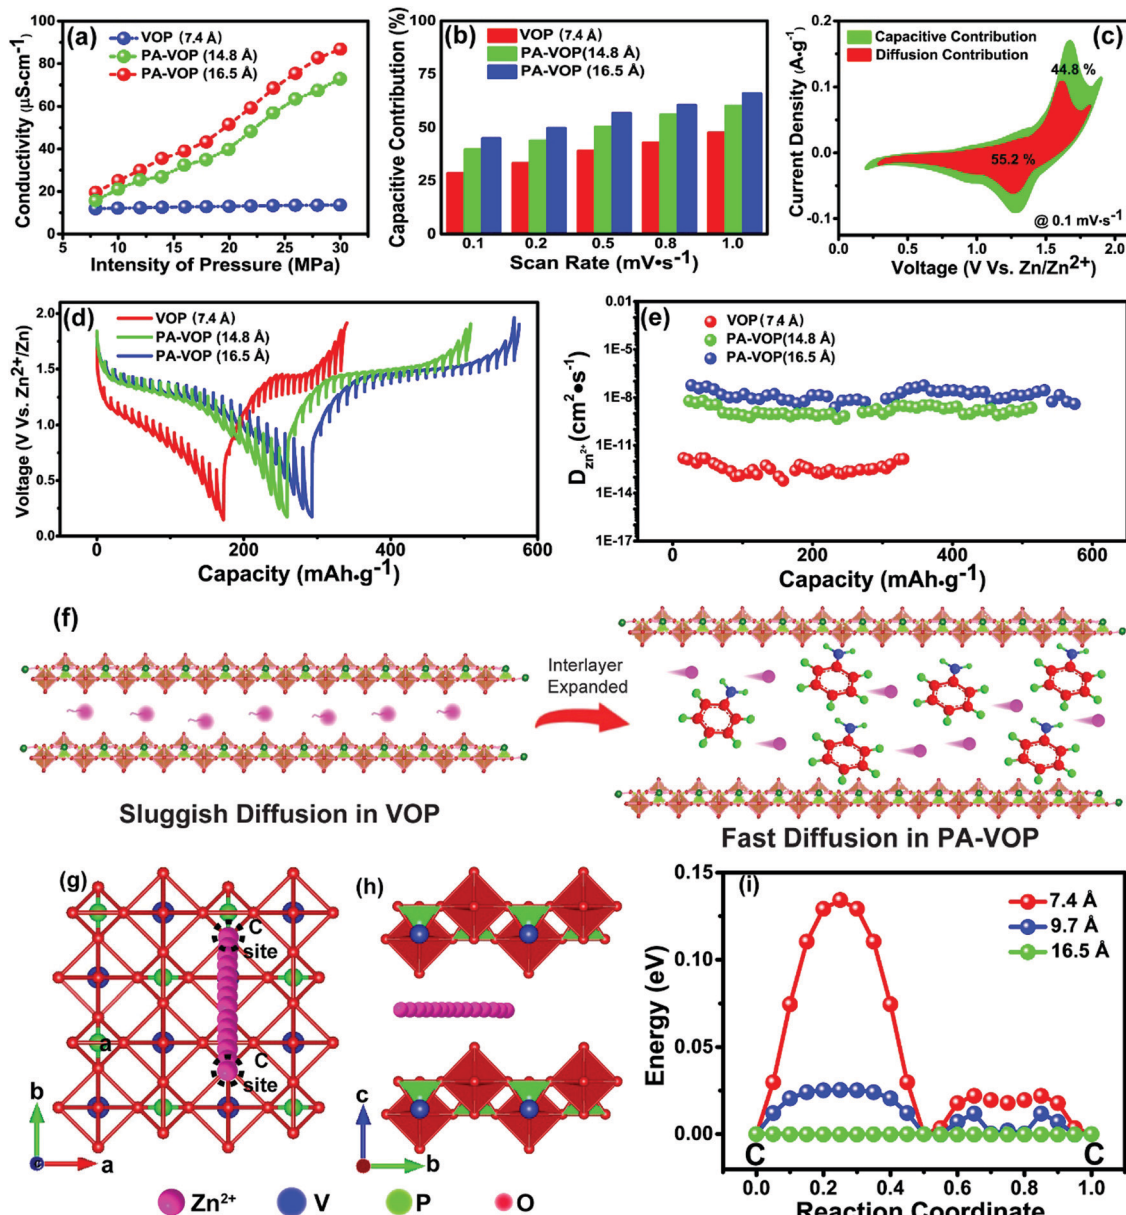 (a)
VOP (7.4 Å)
PA-VOP (14.8 Å)
PA-VOP (16.5 Å)
Conductivity (μS•cm⁻¹)
100
80
60
40
20
0
5 10 15 20 25 30
Intensity of Pressure (MPa)
(b)
VOP (7.4 Å)
PA-VOP(14.8 Å)
PA-VOP (16.5 Å)
Capacitive Contribution (%)
100
75
50
25
0
0.1 0.2 0.5 0.8 1.0
Scan Rate (mV•s⁻¹)
(c)
Capacitive Contribution
Diffusion Contribution
44.8 %
55.2 %
@ 0.1 mV•s⁻¹
Current Density (A•g⁻¹)
0.2
0.1
0.0
-0.1
0.0 0.5 1.0 1.5 2.0
Voltage (V Vs. Zn/Zn²⁺)
(d)
VOP (7.4 Å)
PA-VOP (14.8 Å)
PA-VOP (16.5 Å)
Voltage (V Vs. Zn²⁺/Zn)
2.0
1.5
1.0
0.5
0.0
0 200 400 600
Capacity (mAh•g⁻¹)
(e)
VOP (7.4 Å)
PA-VOP(14.8 Å)
PA-VOP(16.5 Å)
D zn²⁺ (cm²•s⁻¹)
0.01
1E-5
1E-8
1E-11
1E-14
1E-17
0 200 400 600
Capacity (mAh•g⁻¹)
(f)
Interlayer
Expanded
Sluggish Diffusion in VOP
Fast Diffusion in PA-VOP
(g)
C
site
a
C
site
b
c
a
(h)
c
b
Zn²⁺ V P O
(i)
7.4 Å
9.7 Å
16.5 Å
Energy (eV)
0.15
0.10
0.05
0.00
C C
0.0 0.2 0.4 0.6 0.8 1.0
Reaction Coordinate